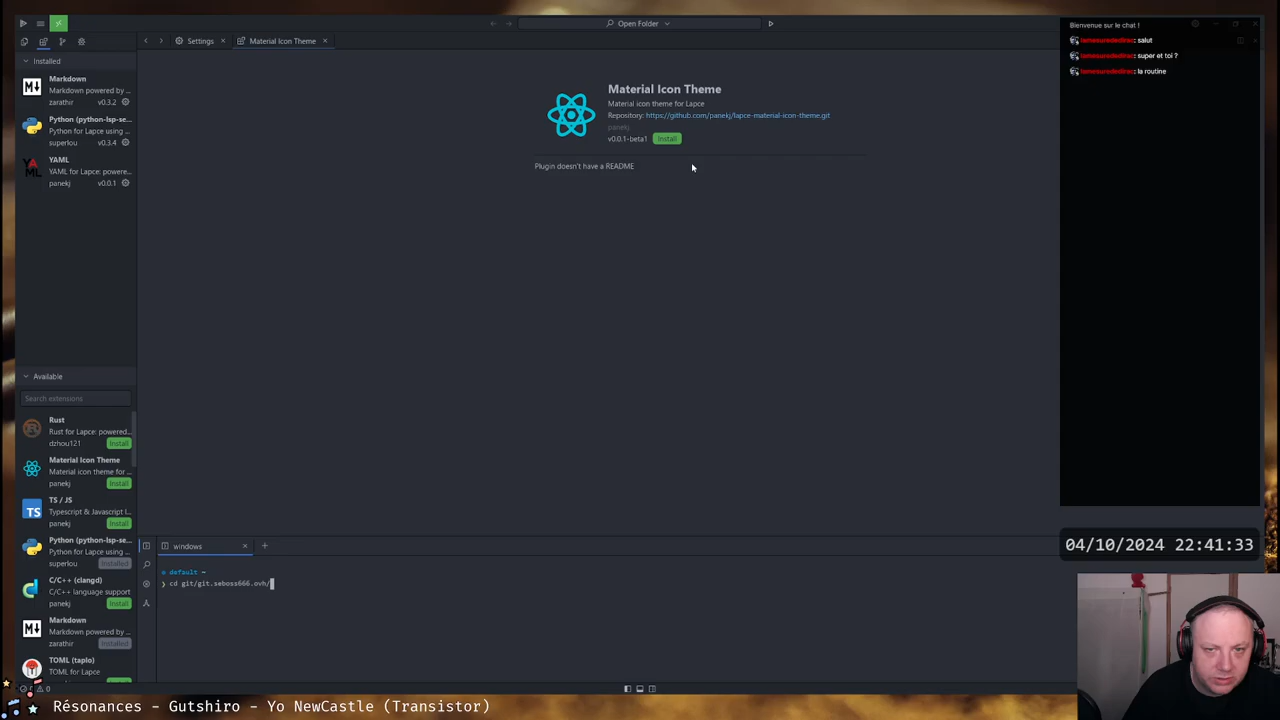 Open Folder
Settings
Material Icon Theme
Installed
Markdown
Markdown powered by ...
zarathir v0.3.2
Python (python-lsp-se...
Python for Lapce using ...
superlou v0.3.4
YAML
YAML for Lapce: powere...
panekj v0.0.1
Material Icon Theme
Material icon theme for Lapce
Repository: https://github.com/panekj/lapce-material-icon-theme.git
panekj
v0.0.1-beta1 Install
Plugin doesn't have a README
Available
Search extensions
Rust
Rust for Lapce: powered...
dzhou121 Install
Material Icon Theme
Material icon theme for ...
panekj Install
TS / JS
Typescript & Javascript l...
panekj Install
Python (python-lsp-se...
Python for Lapce using ...
superlou Installed
C/C++ (clangd)
C/C++ language support
panekj Install
Markdown
Markdown powered by ...
zarathir Installed
TOML (taplo)
TOML for Lapce
windows
default ~
❯ cd git/git.seboss666.ovh/
0
Bienvenue sur le chat !
: salut
: super et toi ?
: la routine
04/10/2024 22:41:33
Résonances - Gutshiro - Yo NewCastle (Transistor)